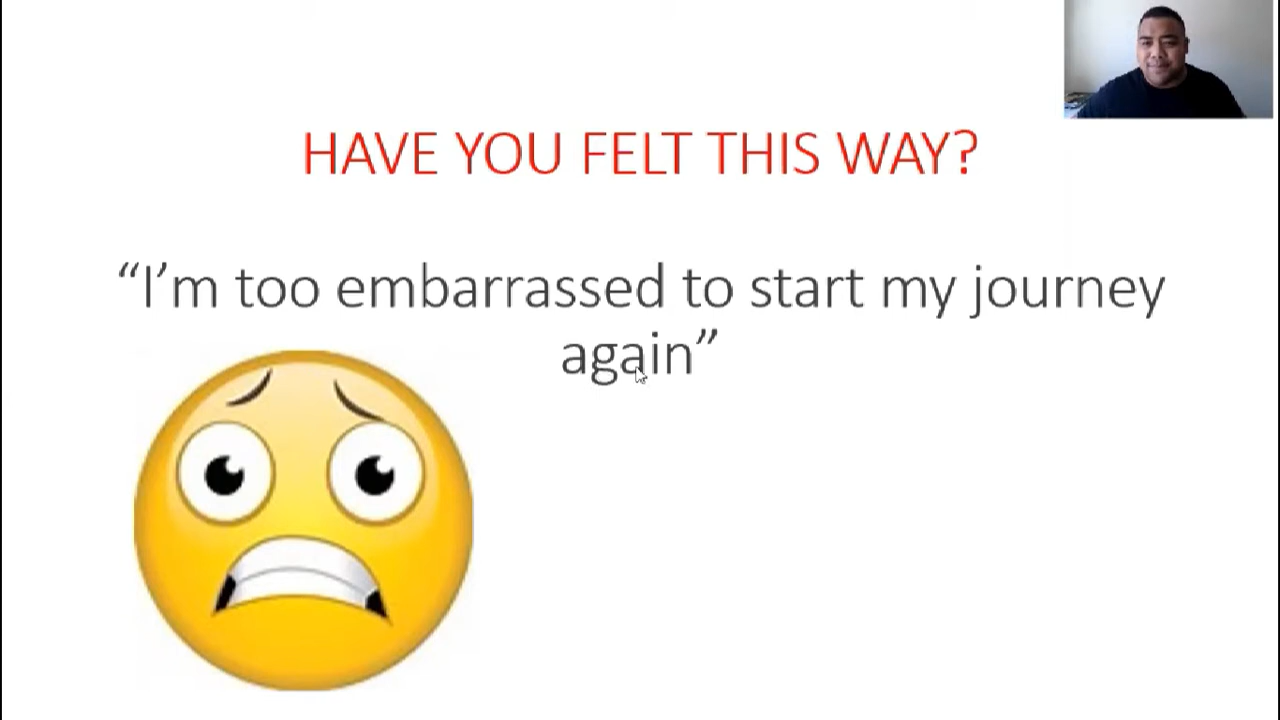 HAVE YOU FELT THIS WAY?
“I’m too embarrassed to start my journey
again”